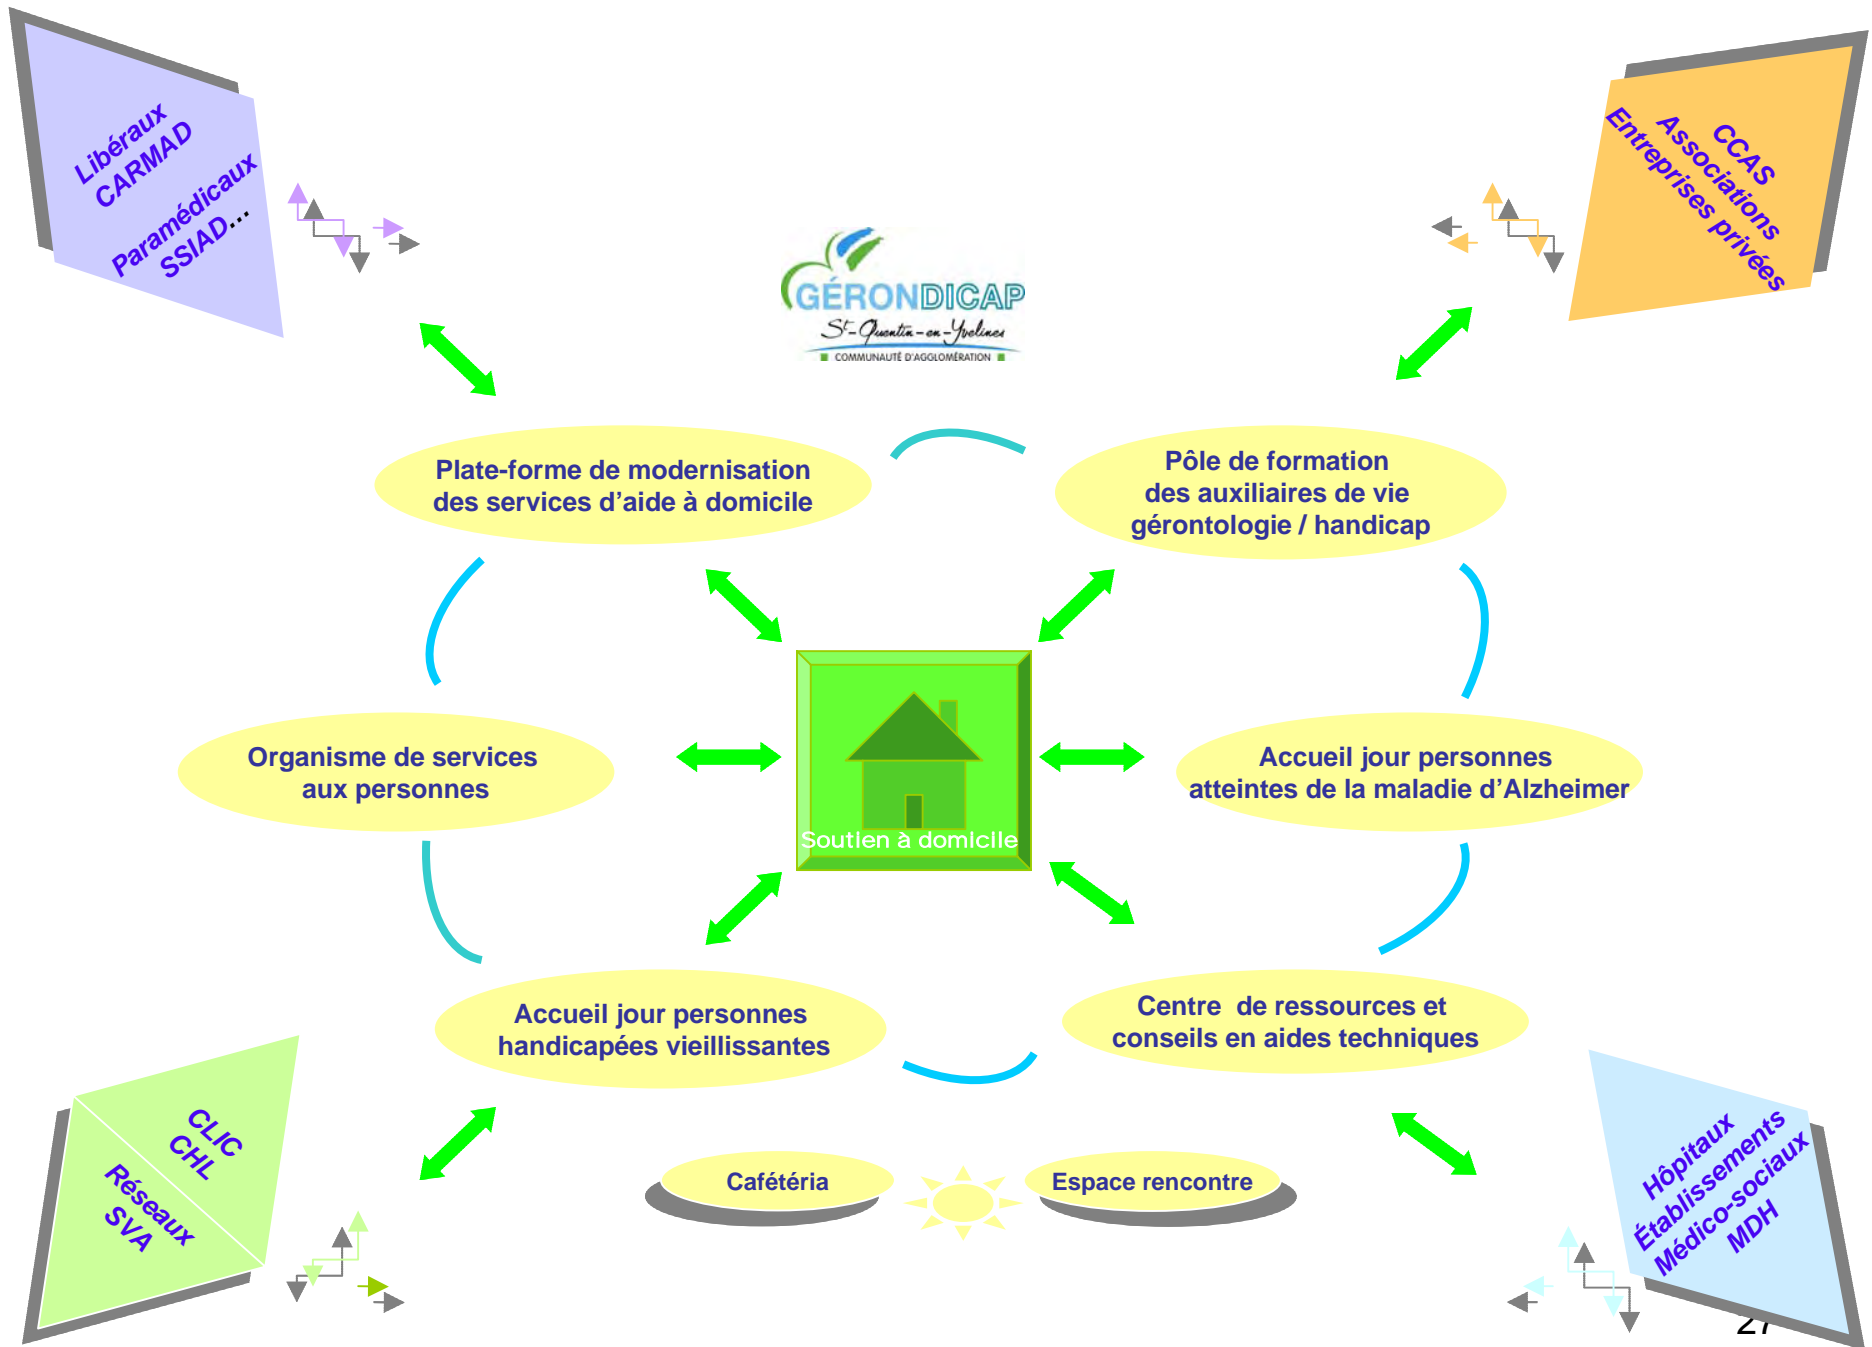 Libéraux
CARMAD
Paramédicaux
SSIAD...
CCAS
Associations
Entreprises privées
GÉRONDICAP
St-Quentin-en-Yvelines
COMMUNAUTÉ D'AGGLOMÉRATION
Plate-forme de modernisation
des services d'aide à domicile
Pôle de formation
des auxiliaires de vie
gérontologie / handicap
Organisme de services
aux personnes
Soutien à domicile
Accueil jour personnes
atteintes de la maladie d'Alzheimer
Accueil jour personnes
handicapées vieillissantes
Centre de ressources et
conseils en aides techniques
CLIC
CHL
Réseaux
SVA
Cafétéria
Espace rencontre
Hôpitaux
Établissements
Médico-sociaux
MDH
27